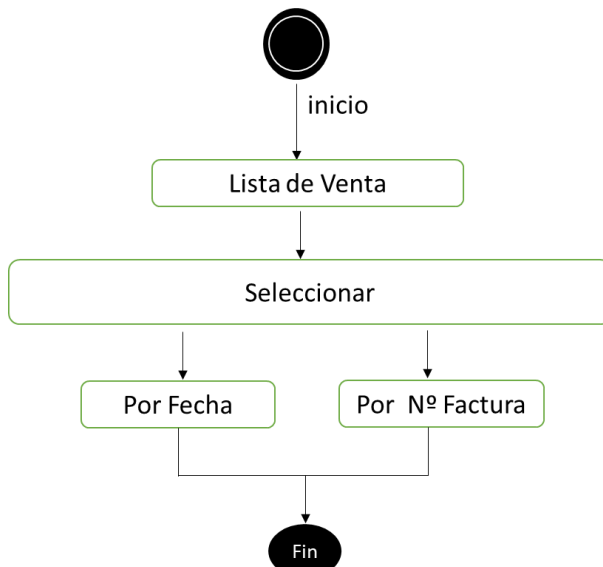 inicio
Lista de Venta
Seleccionar
Por Fecha
Por Nº Factura
Fin